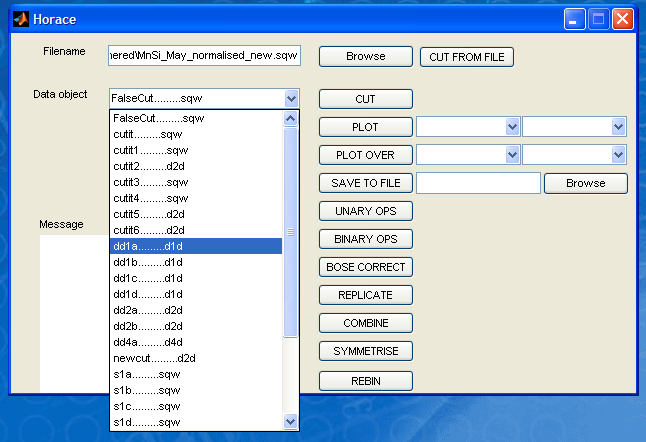 Horace
Filename
heredMnSi_May_normalised_new.sqw
Browse
CUT FROM FILE
Data object
FalseCut.........sqw
CUT
FalseCut.........sqw
cutit.........sqw
cutit1.........sqw
cutit2.........d2d
cutit3.........sqw
cutit4.........sqw
cutit5.........d2d
cutit6.........d2d
dd1a.........d1d
dd1b.........d1d
dd1c.........d1d
dd1d.........d1d
dd2a.........d2d
dd2b.........d2d
dd4a.........d4d
newcut.........d2d
s1a.........sqw
s1b.........sqw
s1c.........sqw
s1d.........sqw
PLOT
PLOT OVER
SAVE TO FILE
Browse
UNARY OPS
Message
BINARY OPS
BOSE CORRECT
REPLICATE
COMBINE
SYMMETRISE
REBIN